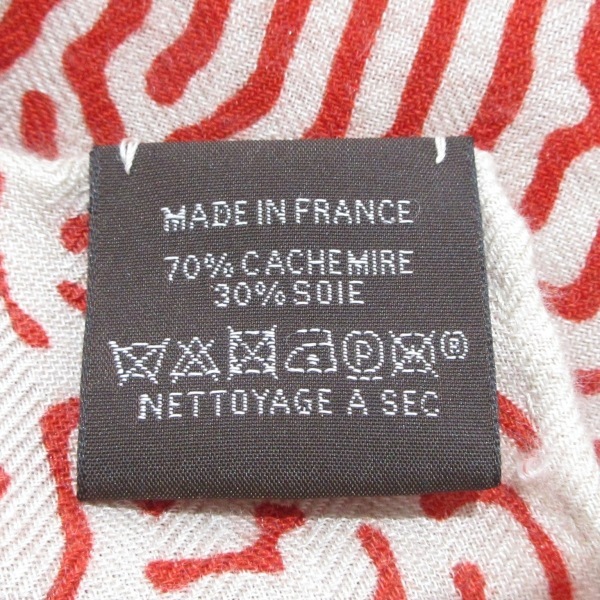 MADE IN FRANCE
70% CACHEMIRE
30% SOIE
P ®
NETTOYAGE A SEC